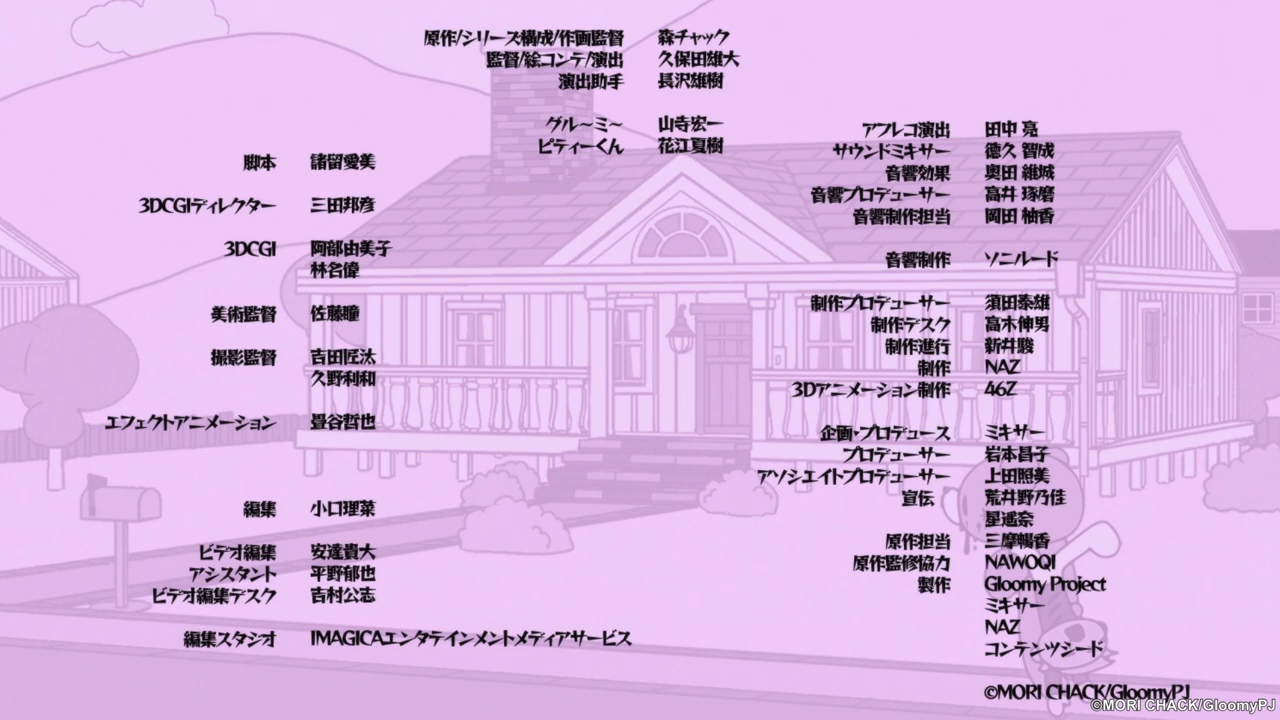 原作/シリーズ構成/作画監督 森チャック
監督/絵コンテ/演出 久保田雄大
演出助手 長沢雄樹
グル～ミ～ 山寺宏一
ピティーくん 花江夏樹
脚本 諸留愛美
3DCGIディレクター 三田邦彦
3DCGI 阿部由美子
林名偉
美術監督 佐藤瞳
撮影監督 吉田匠汰
久野利和
エフェクトアニメーション 畳谷哲也
編集 小口理菜
ビデオ編集 安達貴大
アシスタント 平野郁也
ビデオ編集デスク 吉村公志
編集スタジオ IMAGICAエンタテインメントメディアサービス
アフレコ演出 田中 亮
サウンドミキサー 徳久 智成
音響効果 奥田 維城
音響プロデューサー 高井 琢磨
音響制作担当 岡田 柚香
音響制作 ソニルード
制作プロデューサー 須田泰雄
制作デスク 高木伸男
制作進行 新井駿
制作 NAZ
3Dアニメーション制作 46Z
企画・プロデュース ミキサー
プロデューサー 岩本昌子
アソシエイトプロデューサー 上田照美
宣伝 荒井野乃佳
星遥奈
原作担当 三摩暢香
原作監修協力 NAWOQI
製作 Gloomy Project
ミキサー
NAZ
コンテンツシード
©MORI CHACK/GloomyPJ
©MORI CHACK/GloomyPJ